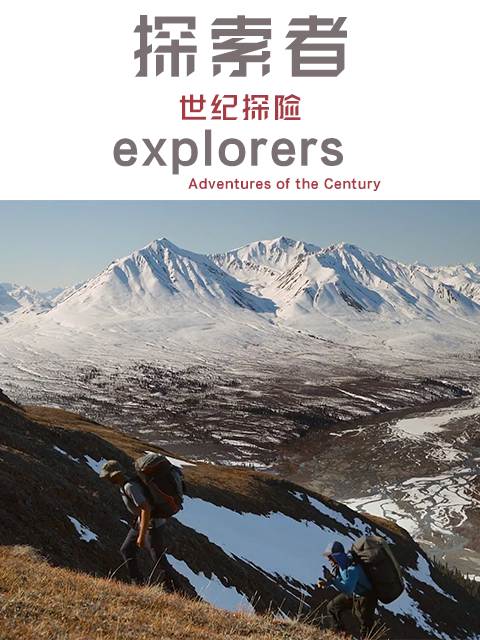 探索者
世纪探险
explorers
Adventures of the Century